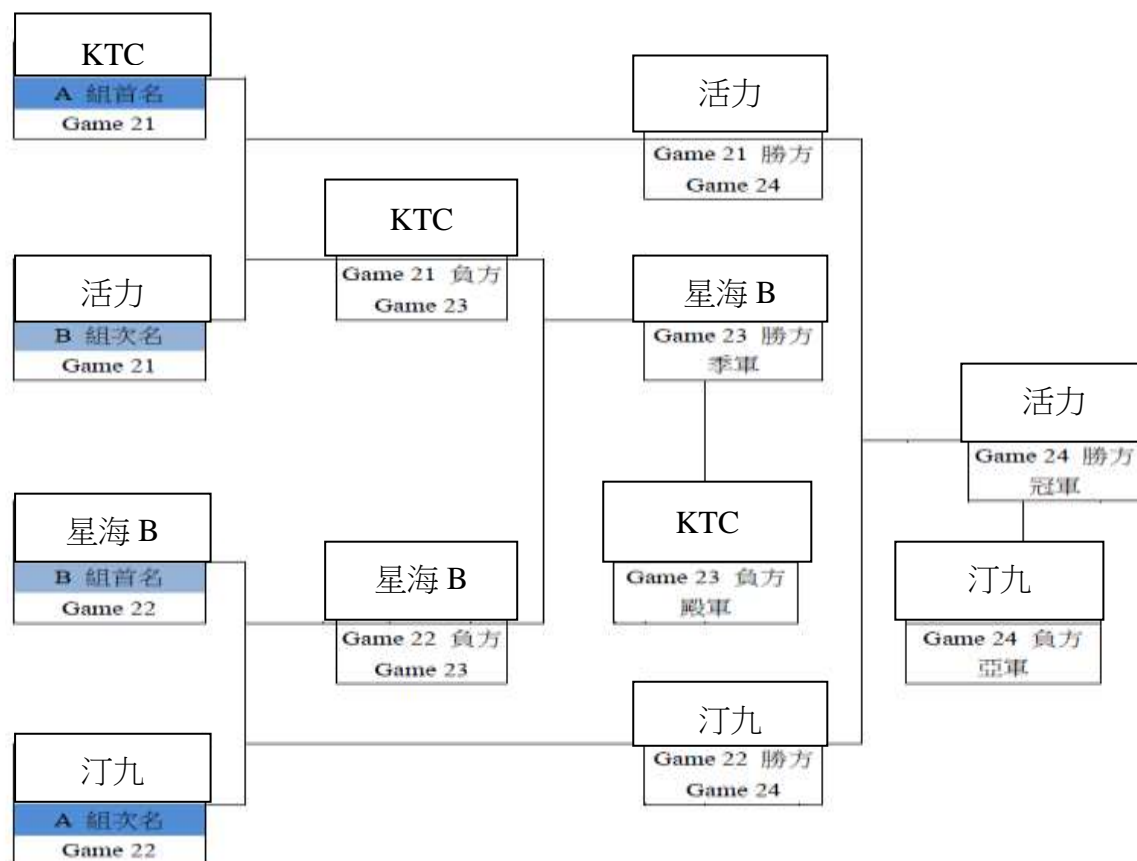 KTC
A 組首名
Game 21
活力
Game 21 勝方
Game 24
KTC
Game 21 負方
Game 23
活力
B 組次名
Game 21
星海 B
Game 23 勝方
季軍
活力
Game 24 勝方
冠軍
星海 B
B 組首名
Game 22
星海 B
Game 22 負方
Game 23
KTC
Game 23 負方
殿軍
汀九
Game 24 負方
亞軍
汀九
Game 22 勝方
Game 24
汀九
A 組次名
Game 22